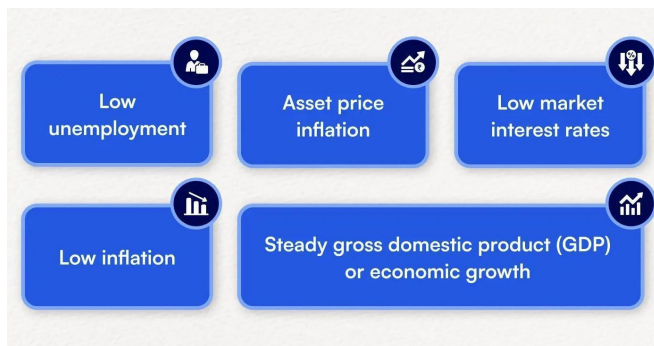 Low
unemployment
Asset price
inflation
Low market
interest rates
Low inflation
Steady gross domestic product (GDP)
or economic growth